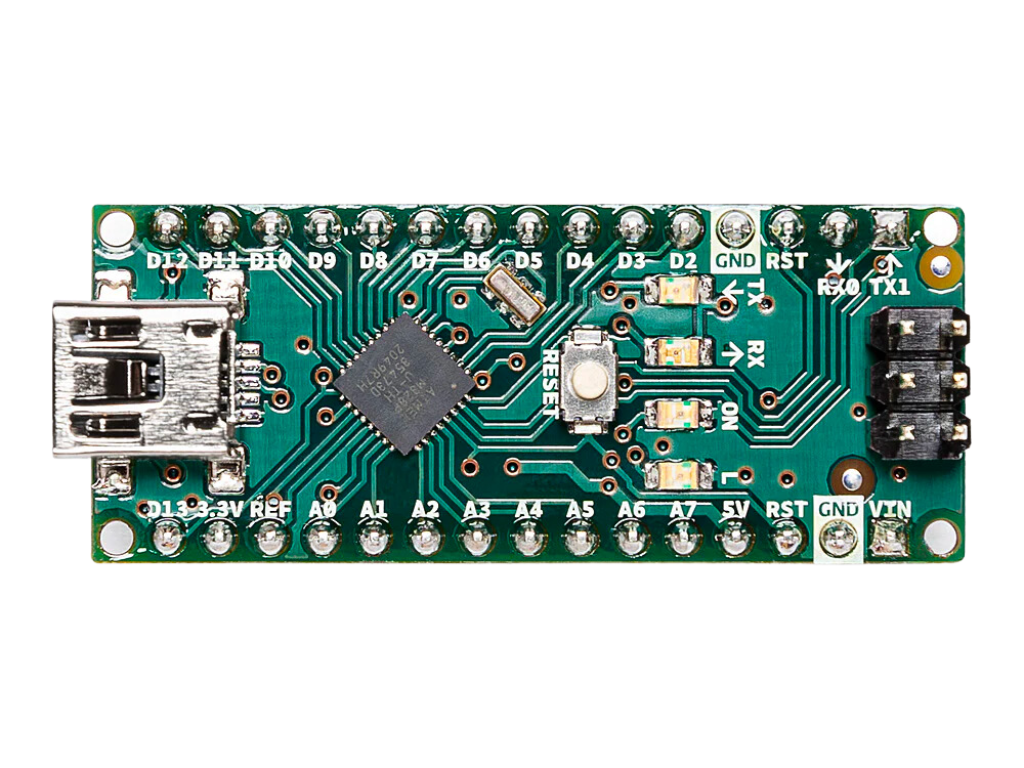 D12 D11 D10 D9 D8 D7 D6 D5 D4 D3 D2 GND RST RX0 TX1
TX
RX
RESET
ON
L
D13 3.3V REF A0 A1 A2 A3 A4 A5 A6 A7 5V RST GND VIN